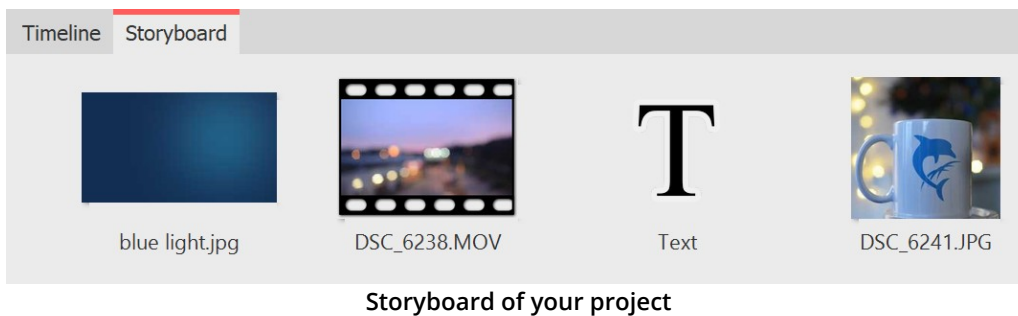 Timeline Storyboard
T
blue light.jpg DSC_6238.MOV Text DSC_6241.JPG
Storyboard of your project